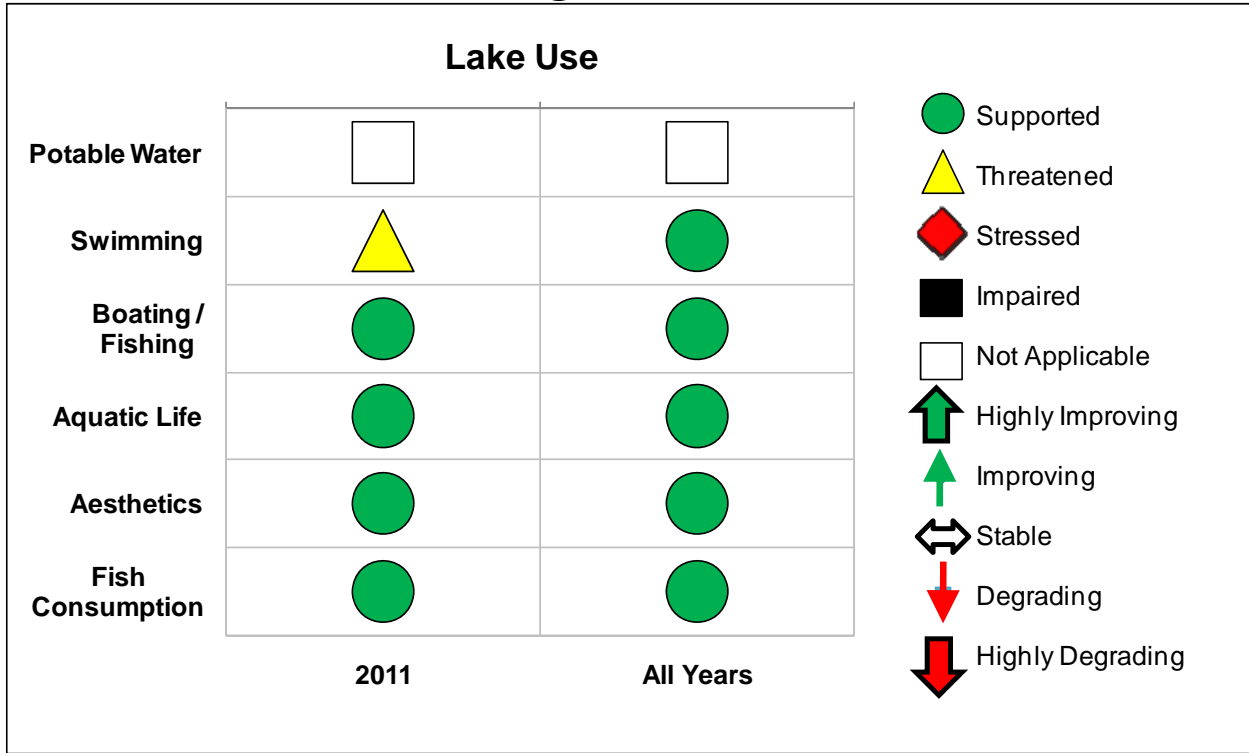 Lake Use
Potable Water
Swimming
Boating /
Fishing
Aquatic Life
Aesthetics
Fish
Consumption
2011
All Years
Supported
Threatened
Stressed
Impaired
Not Applicable
Highly Improving
Improving
Stable
Degrading
Highly Degrading